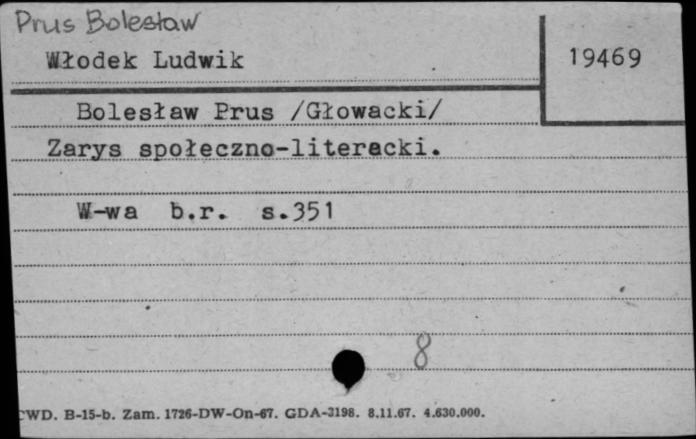 Prus Bolesław
Włodek Ludwik
19469
Bolesław Prus /Głowacki/
Zarys społeczno-literacki.
W-wa b.r. s.351
8
CWD. B-15-b. Zam. 1726-DW-On-67. GDA-3198. 8.11.67. 4.630.000.